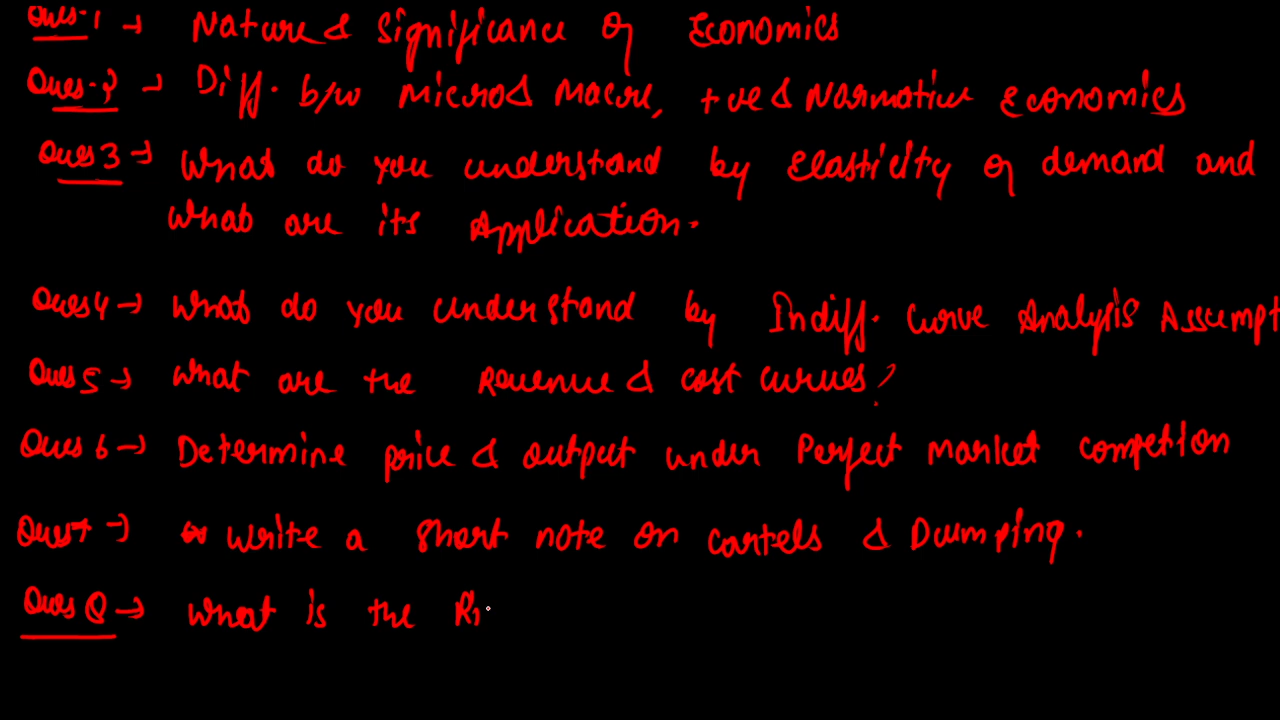 Ques-1 → Nature & Significance of Economics
Ques-2 → Diff. b/w Micro & Macro, +ve & Normative Economics
Ques 3 → What do you understand by Elasticity of demand and
what are its Application.
Ques 4 → What do you understand by Indiff. Curve Analysis Assumpt
Ques 5 → What are the Revenue & cost curves?
Ques 6 → Determine price & output under Perfect Market competion
Ques 7 → Write a short note on cartels & Dumping.
Ques 8 → What is the Ri